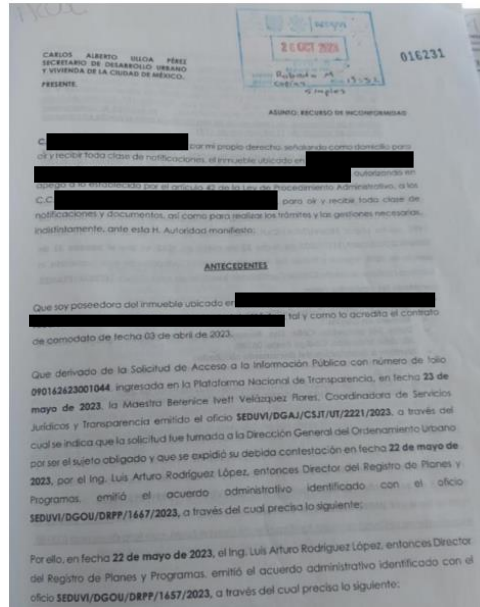 26 OCT 2023
016231
CARLOS ALBERTO ULLOA PÉREZ
SECRETARIO DE DESARROLLO URBANO
Y VIVIENDA DE LA CIUDAD DE MÉXICO.
PRESENTE.
ASUNTO: RECURSO DE INCONFORMIDAD
C. por mi propio derecho, señalando como domicilio para
oír y recibir toda clase de notificaciones, el inmueble ubicado en
autorizando en
apego a lo establecido por el artículo 42 de la Ley de Procedimiento Administrativo, a los
C.C. para oír y recibir toda clase de
notificaciones y documentos, así como para realizar los trámites y las gestiones necesarias,
indistintamente, ante esta H. Autoridad manifiesto:
ANTECEDENTES
Que soy poseedora del inmueble ubicado en
tal y como lo acredita el contrato
de comodato de fecha 03 de abril de 2023.
Que derivado de la Solicitud de Acceso a la Información Pública con número de folio
090162623001044, ingresada en la Plataforma Nacional de Transparencia, en fecha 23 de
mayo de 2023, la Maestra Berenice Ivett Velázquez Flores, Coordinadora de Servicios
Jurídicos y Transparencia emitió el oficio SEDUVI/DGAJ/CSJT/UT/2221/2023, a través del
cual se indica que la solicitud fue turnada a la Dirección General del Ordenamiento Urbano
por ser el sujeto obligado y que se expidió su debida contestación en fecha 22 de mayo de
2023, por el Ing. Luis Arturo Rodríguez López, entonces Director del Registro de Planes y
Programas, emitió el acuerdo administrativo identificado con el oficio
SEDUVI/DGOU/DRPP/1667/2023, a través del cual precisa lo siguiente:
Por ello, en fecha 22 de mayo de 2023, el Ing. Luis Arturo Rodríguez López, entonces Director
del Registro de Planes y Programas, emitió el acuerdo administrativo identificado con el
oficio SEDUVI/DGOU/DRPP/1657/2023, a través del cual precisa lo siguiente: